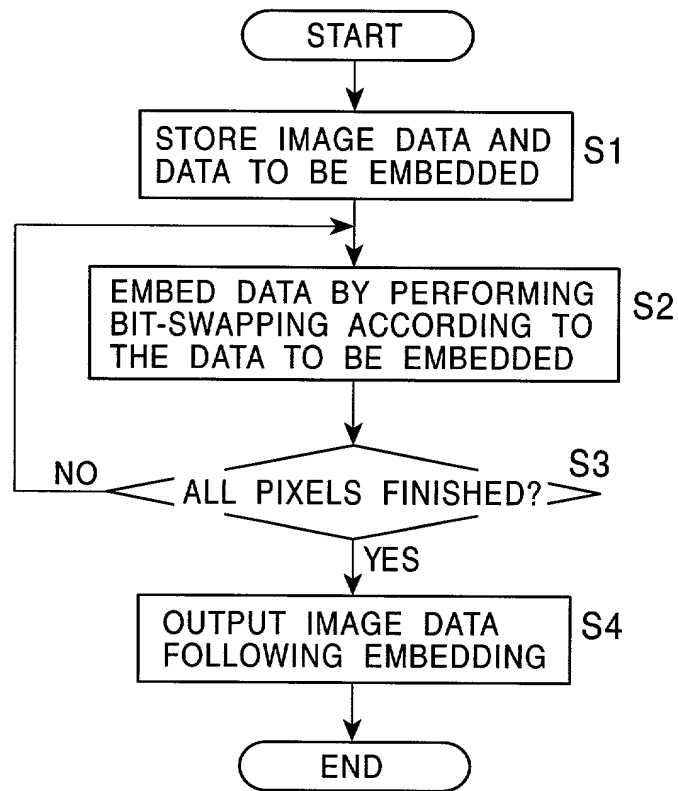 START
STORE IMAGE DATA AND
DATA TO BE EMBEDDED
S1
EMBED DATA BY PERFORMING
BIT-SWAPPING ACCORDING TO
THE DATA TO BE EMBEDDED
S2
ALL PIXELS FINISHED?
S3
NO
YES
OUTPUT IMAGE DATA
FOLLOWING EMBEDDING
S4
END